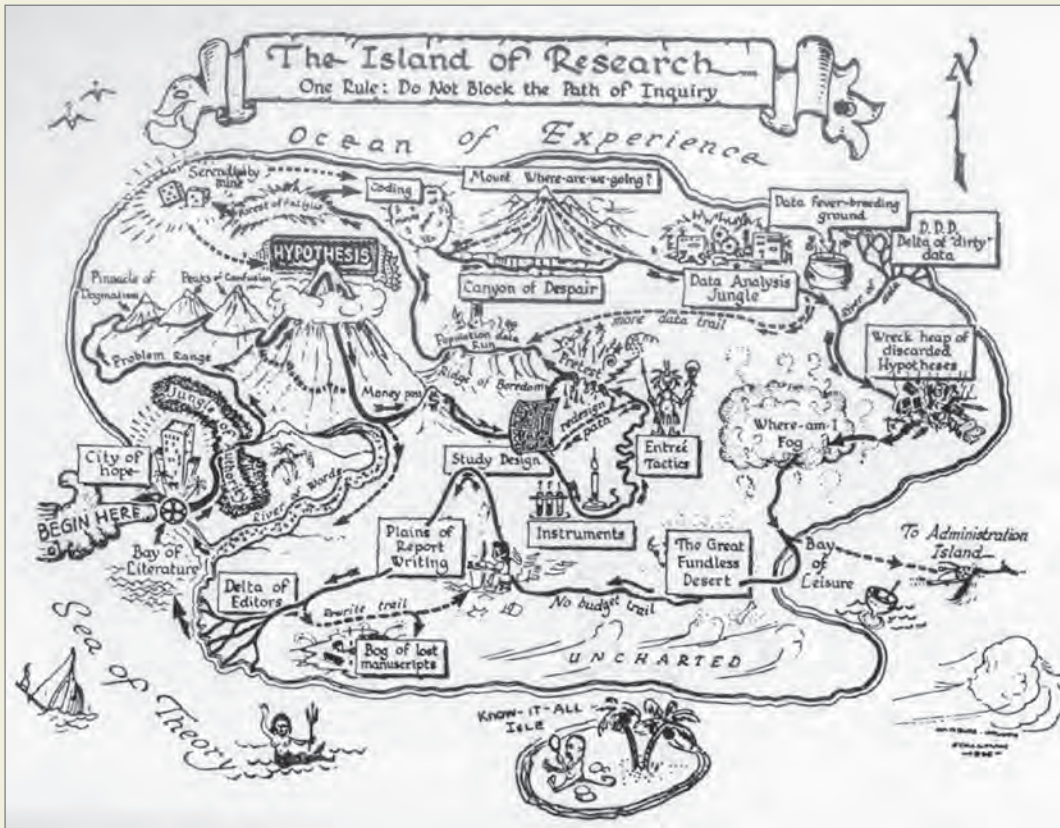 The Island of Research
One Rule: Do Not Block the Path of Inquiry
N
Ocean of Experience
Serendipity
mine
Forest of Fatigue
Coding
Mount Where-are-we-going?
Data Fever-breeding
ground
D.D.D.
Delta of "dirty"
data
HYPOTHESIS
Pinnacle of
Dogmatism
Peaks of Confusion
Canyon of Despair
Data Analysis
Jungle
River of data
more data trail
Population data
Run
Wreck heap of
discarded
Hypotheses
Problem Range
Money pass
Ridge of Boredom
Pretest
redesign
path
Jungle of Authority
Where-am-I
Fog
City of
hope
Study Design
Entreé
Tactics
River Words
BEGIN HERE
Instruments
Bay of
Literature
Plains of
Report
Writing
The Great
Fundless
Desert
Bay
of
Leisure
To Administration
Island
Delta of
Editors
Rewrite trail
No budget trail
Bog of lost
manuscripts
UNCHARTED
Sea of Theory
KNOW-IT-ALL
ISLE